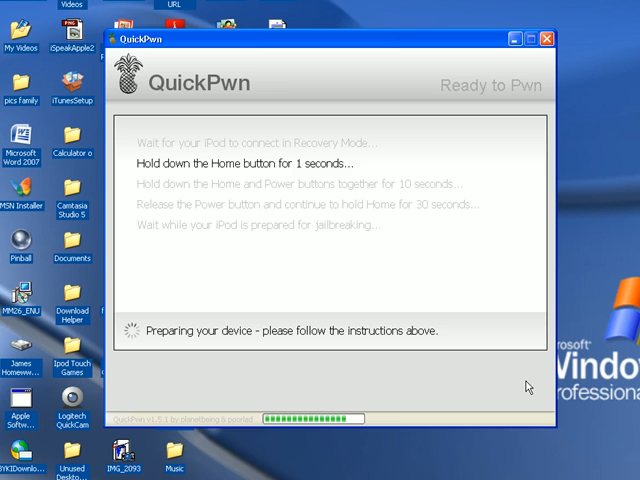 Videos
URL
My Videos
iSpeakApple2
QuickPwn
QuickPwn
Ready to Pwn
pics family
iTunesSetup
Wait for your iPod to connect in Recovery Mode...
Hold down the Home button for 1 seconds...
Hold down the Home and Power buttons together for 10 seconds...
Release the Power button and continue to hold Home for 30 seconds...
Wait while your iPod is prepared for jailbreaking...
Microsoft
Word 2007
Calculator o
MSN Installer
Camtasia
Studio 5
Pinball
Documents
MM26_ENU
Download
Helper
Preparing your device - please follow the instructions above.
James
Homeww...
Ipod Touch
Games
Windows
Professional
Apple
Softw...
Logitech
QuickCam
QuickPwn v1.5.1 by planetbeing & poorlad
BYKIDownlo...
Unused
Deskto...
IMG_2093
Music